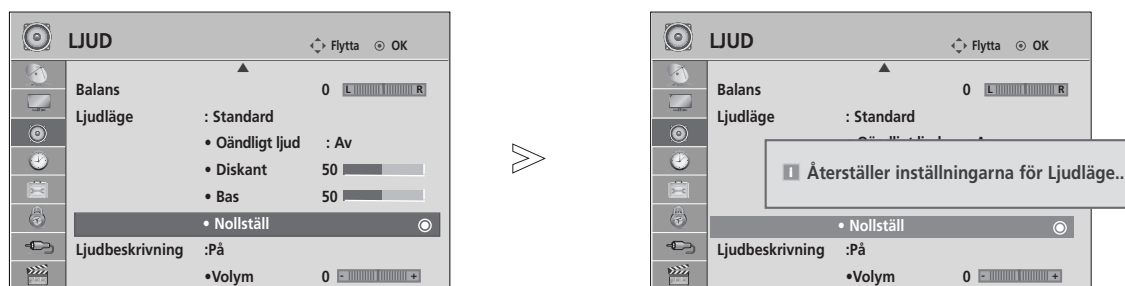 LJUD Flytta OK
Balans 0 L R
Ljudläge : Standard
• Oändligt ljud : Av
• Diskant 50
• Bas 50
• Nollställ
Ljudbeskrivning :På
•Volym 0 - +
LJUD Flytta OK
Balans 0 L R
Ljudläge : Standard
Återställer inställningarna för Ljudläge..
• Nollställ
Ljudbeskrivning :På
•Volym 0 - +